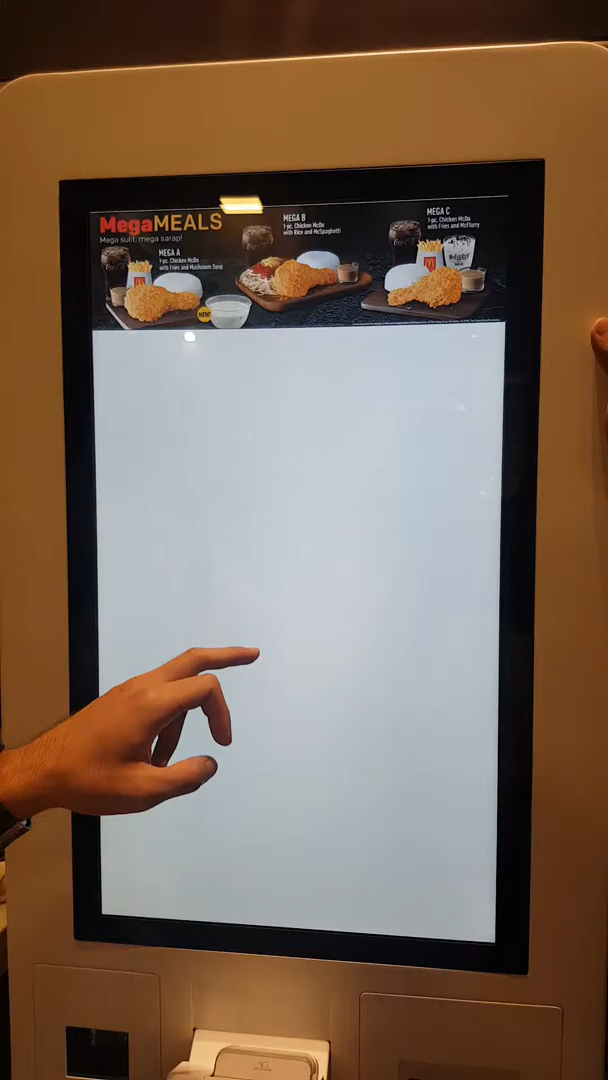 MegaMEALS
Mega sulit, mega sarap!
MEGA A
1-pc. Chicken McDo
with Fries and Mushroom Soup
NEW!
MEGA B
1-pc. Chicken McDo
with Rice and McSpaghetti
MEGA C
1-pc. Chicken McDo
with Fries and McFlurry
McFlurry